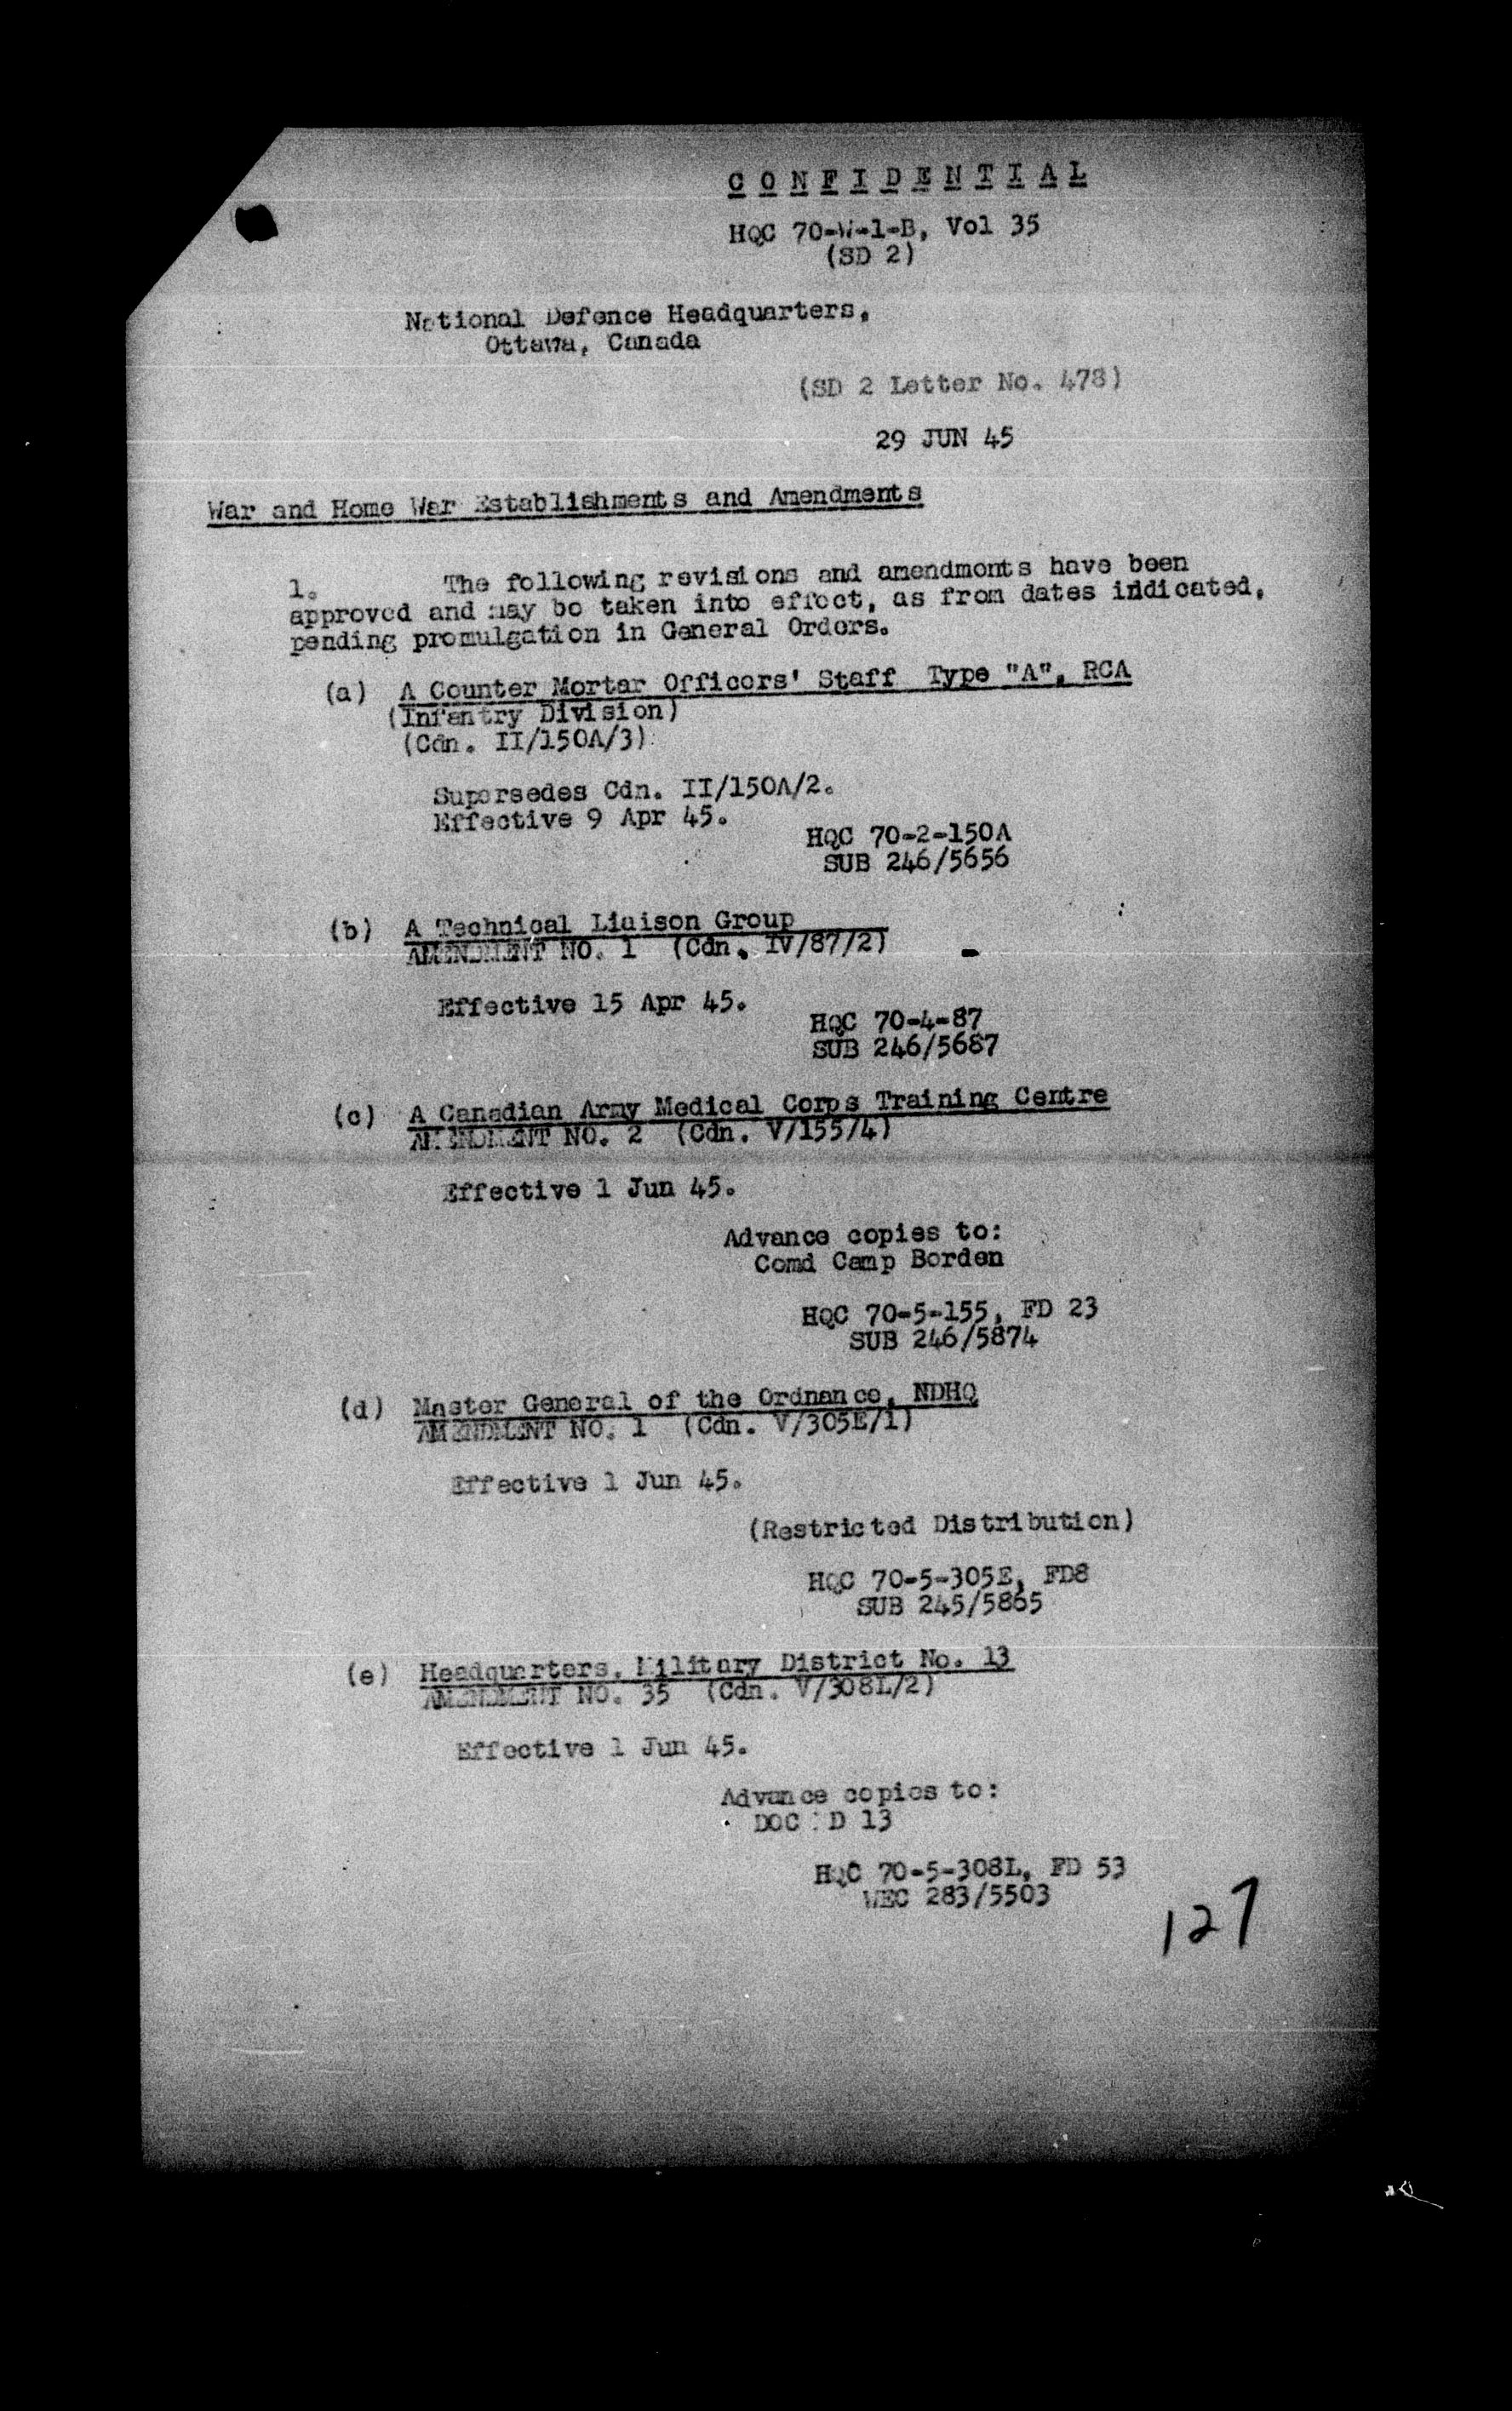 CONFIDENTIAL
HQC 70-W-1-B, Vol 35
(SD 2)
National Defence Headquarters,
Ottawa, Canada
(SD 2 Letter No. 478)
29 JUN 45
War and Home War Establishments and Amendments
1. The following revisions and amendments have been
approved and may be taken into effect, as from dates indicated,
pending promulgation in General Orders.
(a) A Counter Mortar Officers' Staff Type "A", RCA
(Infantry Division)
(Cdn. II/150A/3)
Supersedes Cdn. II/150A/2.
Effective 9 Apr 45.
HQC 70-2-150A
SUB 246/5656
(b) A Technical Liaison Group
AMENDMENT NO. 1 (Cdn. IV/87/2)
Effective 15 Apr 45.
HQC 70-4-87
SUB 246/5687
(c) A Canadian Army Medical Corps Training Centre
AMENDMENT NO. 2 (Cdn. V/155/4)
Effective 1 Jun 45.
Advance copies to:
Comd Camp Borden
HQC 70-5-155, FD 23
SUB 246/5874
(d) Master General of the Ordnance, NDHQ
AMENDMENT NO. 1 (Cdn. V/305E/1)
Effective 1 Jun 45.
(Restricted Distribution)
HQC 70-5-305E, FD8
SUB 245/5865
(e) Headquarters, Military District No. 13
AMENDMENT NO. 35 (Cdn. V/308L/2)
Effective 1 Jun 45.
Advance copies to:
DOC D 13
HQC 70-5-308L, FD 53
WEC 283/5503
127